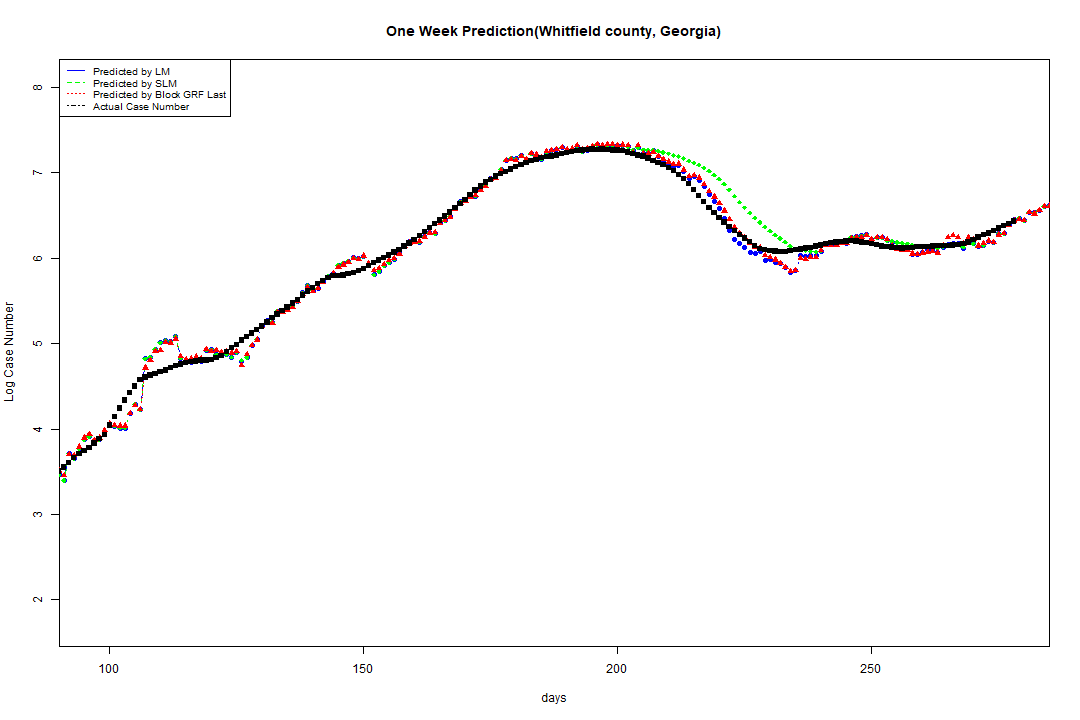 One Week Prediction(Whitfield county, Georgia)
Predicted by LM
Predicted by SLM
Predicted by Block GRF Last
Actual Case Number
8
7
6
5
4
3
2
Log Case Number
100 150 200 250
days